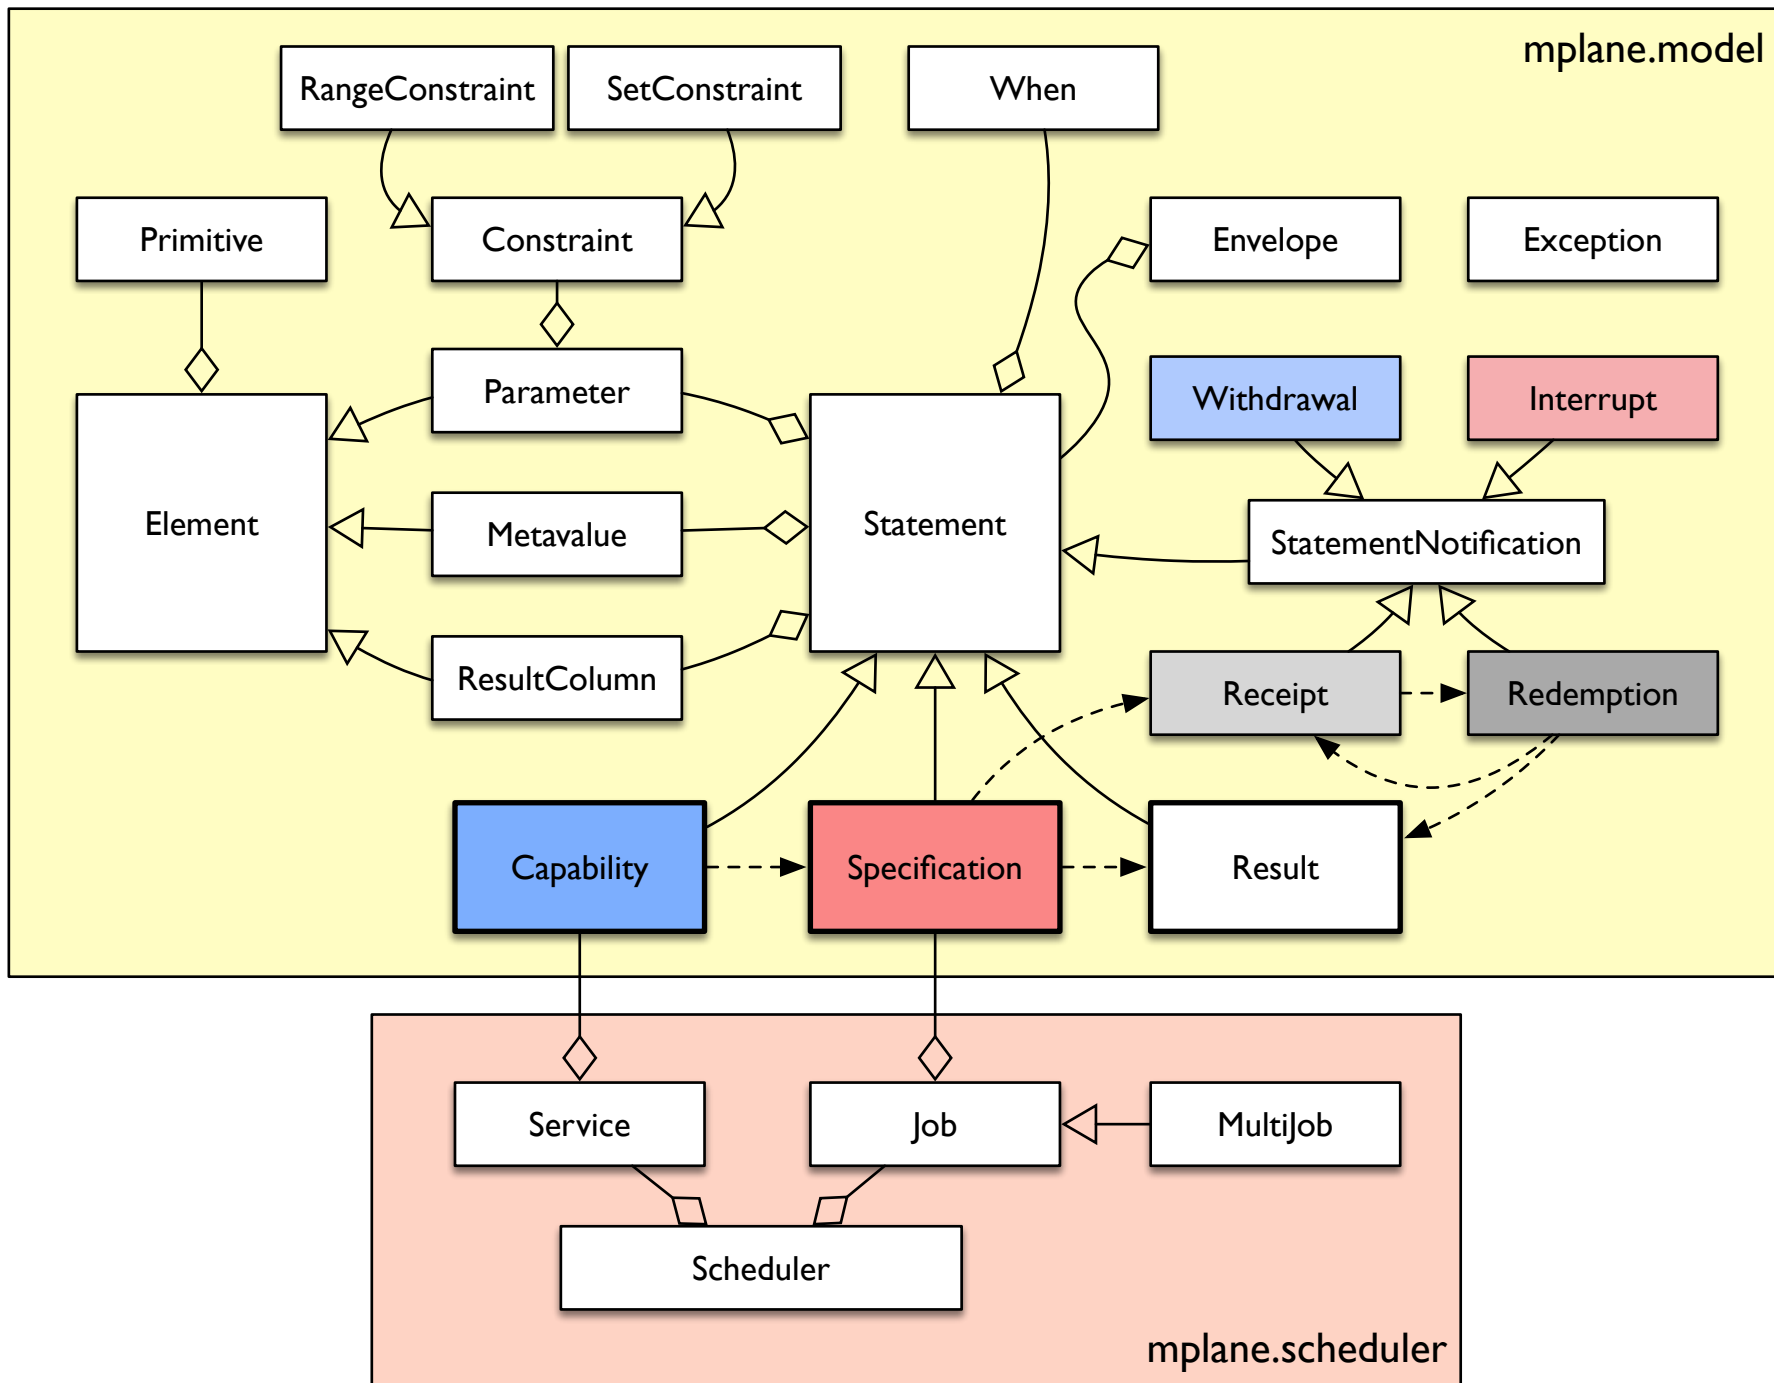 mplane.model
RangeConstraint
SetConstraint
When
Primitive
Constraint
Envelope
Exception
Parameter
Withdrawal
Interrupt
Element
Metavalue
Statement
StatementNotification
ResultColumn
Receipt
Redemption
Capability
Specification
Result
Service
Job
MultiJob
Scheduler
mplane.scheduler